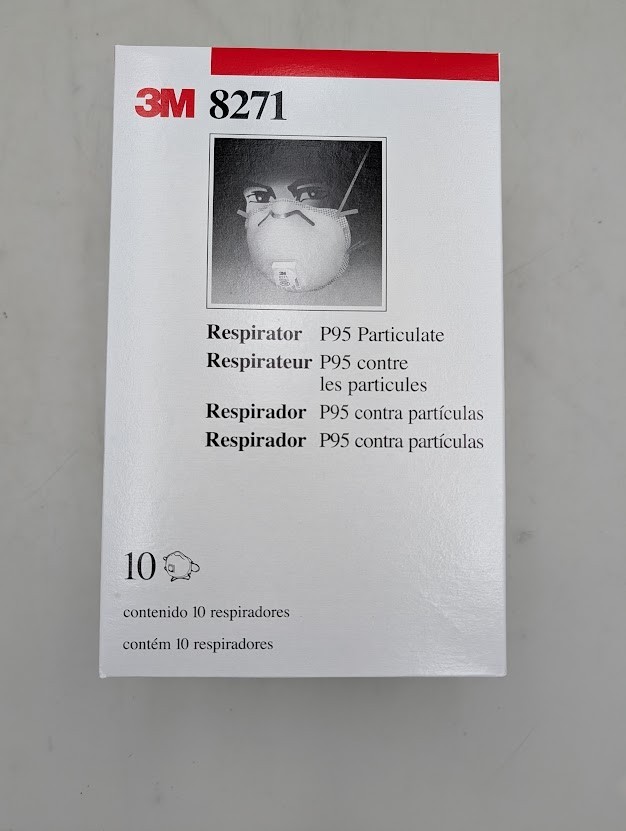 3M 8271
3M
Respirator P95 Particulate
Respirateur P95 contre
les particules
Respirador P95 contra partículas
Respirador P95 contra partículas
10
contenido 10 respiradores
contém 10 respiradores